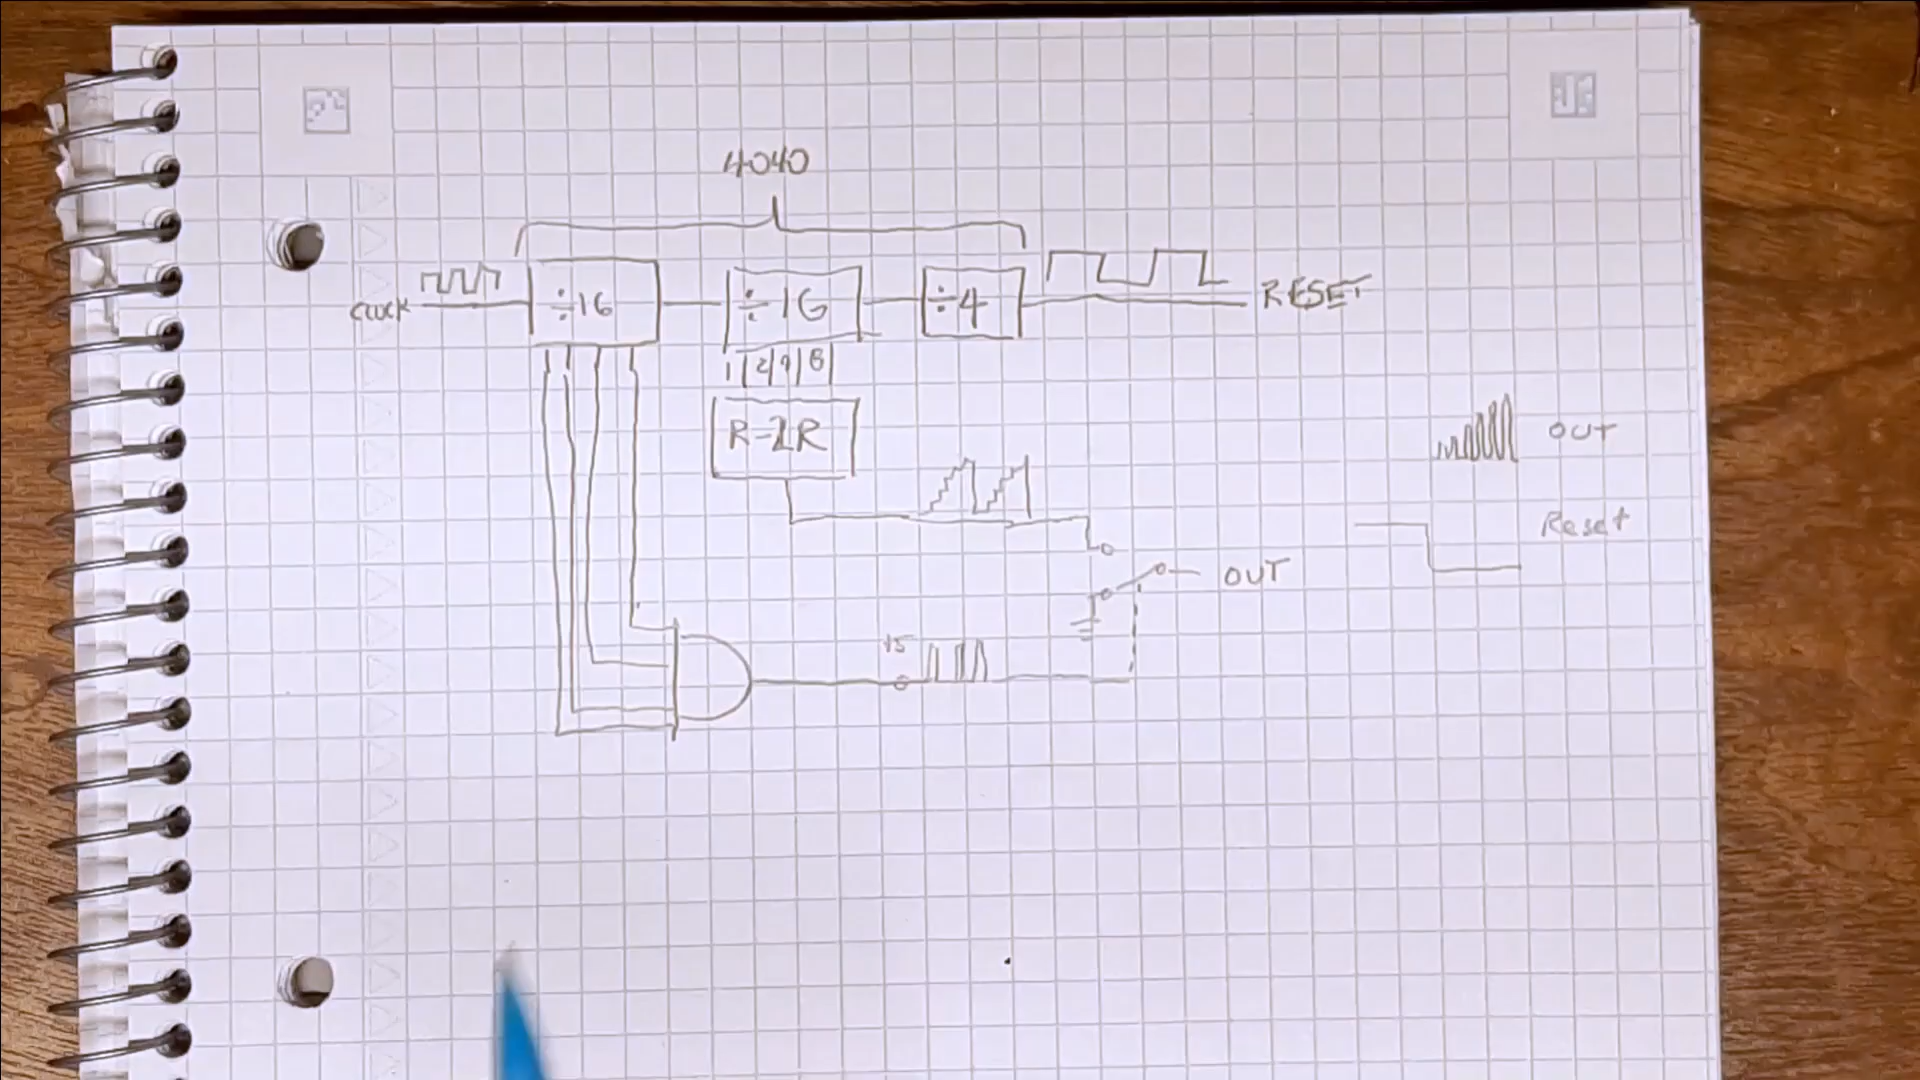 4040
CLOCK ÷16 ÷16 ÷4 RESET
1 2 4 8
R-2R
OUT
Reset
OUT
15